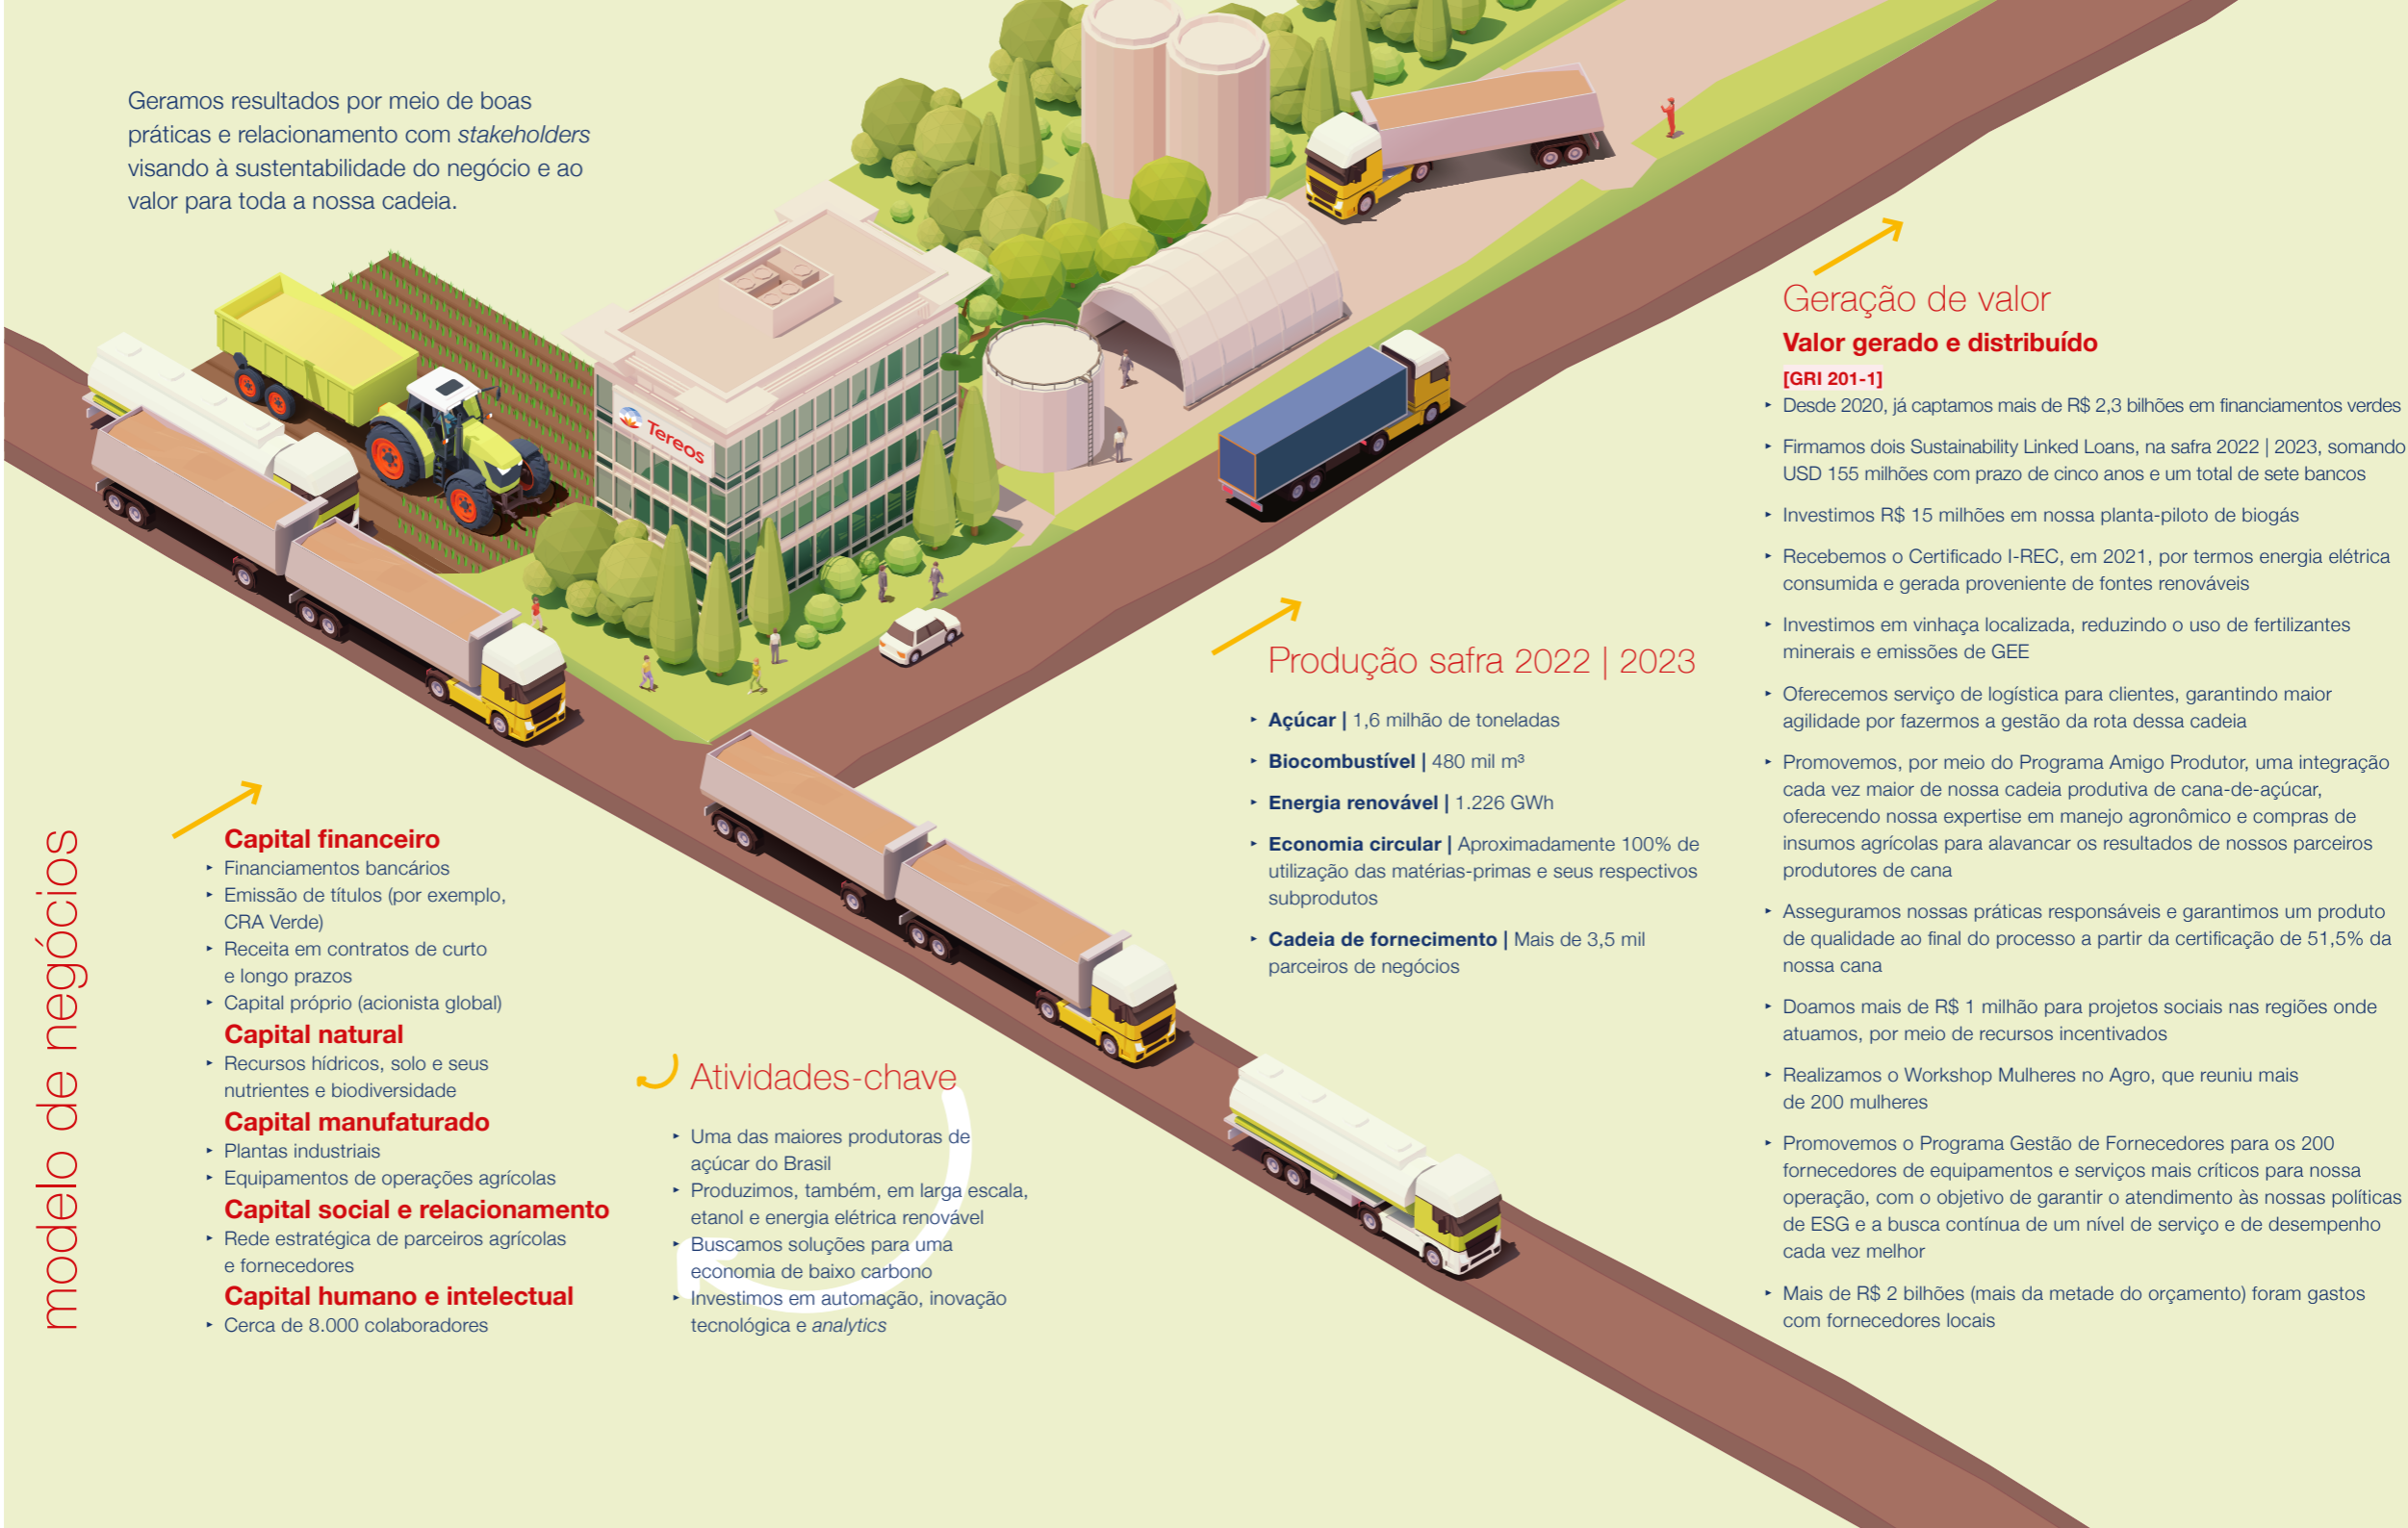 Geramos resultados por meio de boas
práticas e relacionamento com stakeholders
visando à sustentabilidade do negócio e ao
valor para toda a nossa cadeia.
Tereos
modelo de negócios
Capital financeiro
‣ Financiamentos bancários
‣ Emissão de títulos (por exemplo,
CRA Verde)
‣ Receita em contratos de curto
e longo prazos
‣ Capital próprio (acionista global)
Capital natural
‣ Recursos hídricos, solo e seus
nutrientes e biodiversidade
Capital manufaturado
‣ Plantas industriais
‣ Equipamentos de operações agrícolas
Capital social e relacionamento
‣ Rede estratégica de parceiros agrícolas
e fornecedores
Capital humano e intelectual
‣ Cerca de 8.000 colaboradores
Atividades-chave
‣ Uma das maiores produtoras de
açúcar do Brasil
‣ Produzimos, também, em larga escala,
etanol e energia elétrica renovável
‣ Buscamos soluções para uma
economia de baixo carbono
‣ Investimos em automação, inovação
tecnológica e analytics
Produção safra 2022 | 2023
‣ Açúcar | 1,6 milhão de toneladas
‣ Biocombustível | 480 mil m³
‣ Energia renovável | 1.226 GWh
‣ Economia circular | Aproximadamente 100% de
utilização das matérias-primas e seus respectivos
subprodutos
‣ Cadeia de fornecimento | Mais de 3,5 mil
parceiros de negócios
Geração de valor
Valor gerado e distribuído
[GRI 201-1]
‣ Desde 2020, já captamos mais de R$ 2,3 bilhões em financiamentos verdes
‣ Firmamos dois Sustainability Linked Loans, na safra 2022 | 2023, somando
USD 155 milhões com prazo de cinco anos e um total de sete bancos
‣ Investimos R$ 15 milhões em nossa planta-piloto de biogás
‣ Recebemos o Certificado I-REC, em 2021, por termos energia elétrica
consumida e gerada proveniente de fontes renováveis
‣ Investimos em vinhaça localizada, reduzindo o uso de fertilizantes
minerais e emissões de GEE
‣ Oferecemos serviço de logística para clientes, garantindo maior
agilidade por fazermos a gestão da rota dessa cadeia
‣ Promovemos, por meio do Programa Amigo Produtor, uma integração
cada vez maior de nossa cadeia produtiva de cana-de-açúcar,
oferecendo nossa expertise em manejo agronômico e compras de
insumos agrícolas para alavancar os resultados de nossos parceiros
produtores de cana
‣ Asseguramos nossas práticas responsáveis e garantimos um produto
de qualidade ao final do processo a partir da certificação de 51,5% da
nossa cana
‣ Doamos mais de R$ 1 milhão para projetos sociais nas regiões onde
atuamos, por meio de recursos incentivados
‣ Realizamos o Workshop Mulheres no Agro, que reuniu mais
de 200 mulheres
‣ Promovemos o Programa Gestão de Fornecedores para os 200
fornecedores de equipamentos e serviços mais críticos para nossa
operação, com o objetivo de garantir o atendimento às nossas políticas
de ESG e a busca contínua de um nível de serviço e de desempenho
cada vez melhor
‣ Mais de R$ 2 bilhões (mais da metade do orçamento) foram gastos
com fornecedores locais